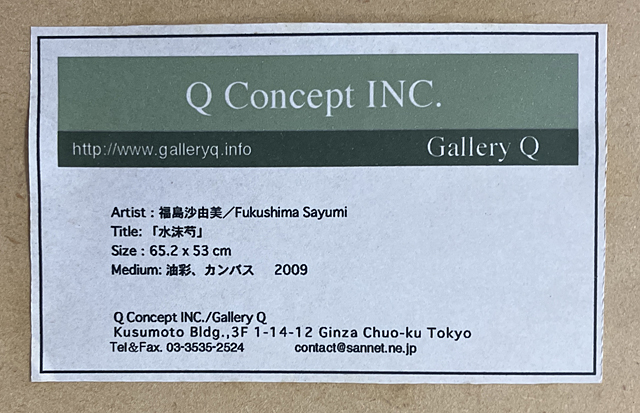 Q Concept INC.
http://www.galleryq.info
Gallery Q
Artist : 福島沙由美／Fukushima Sayumi
Title: 「水沫芍」
Size : 65.2 x 53 cm
Medium: 油彩、カンバス 2009
Q Concept INC./Gallery Q
Kusumoto Bldg.,3F 1-14-12 Ginza Chuo-ku Tokyo
Tel&Fax. 03-3535-2524 contact@sannet.ne.jp